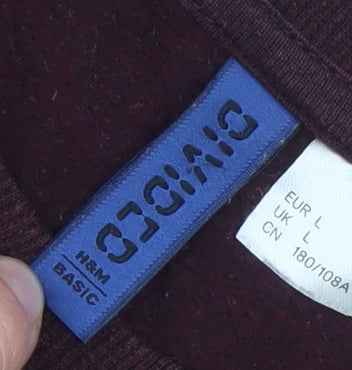 DIVIDED
H&M
BASIC
EUR L
UK L
CN 180/108A